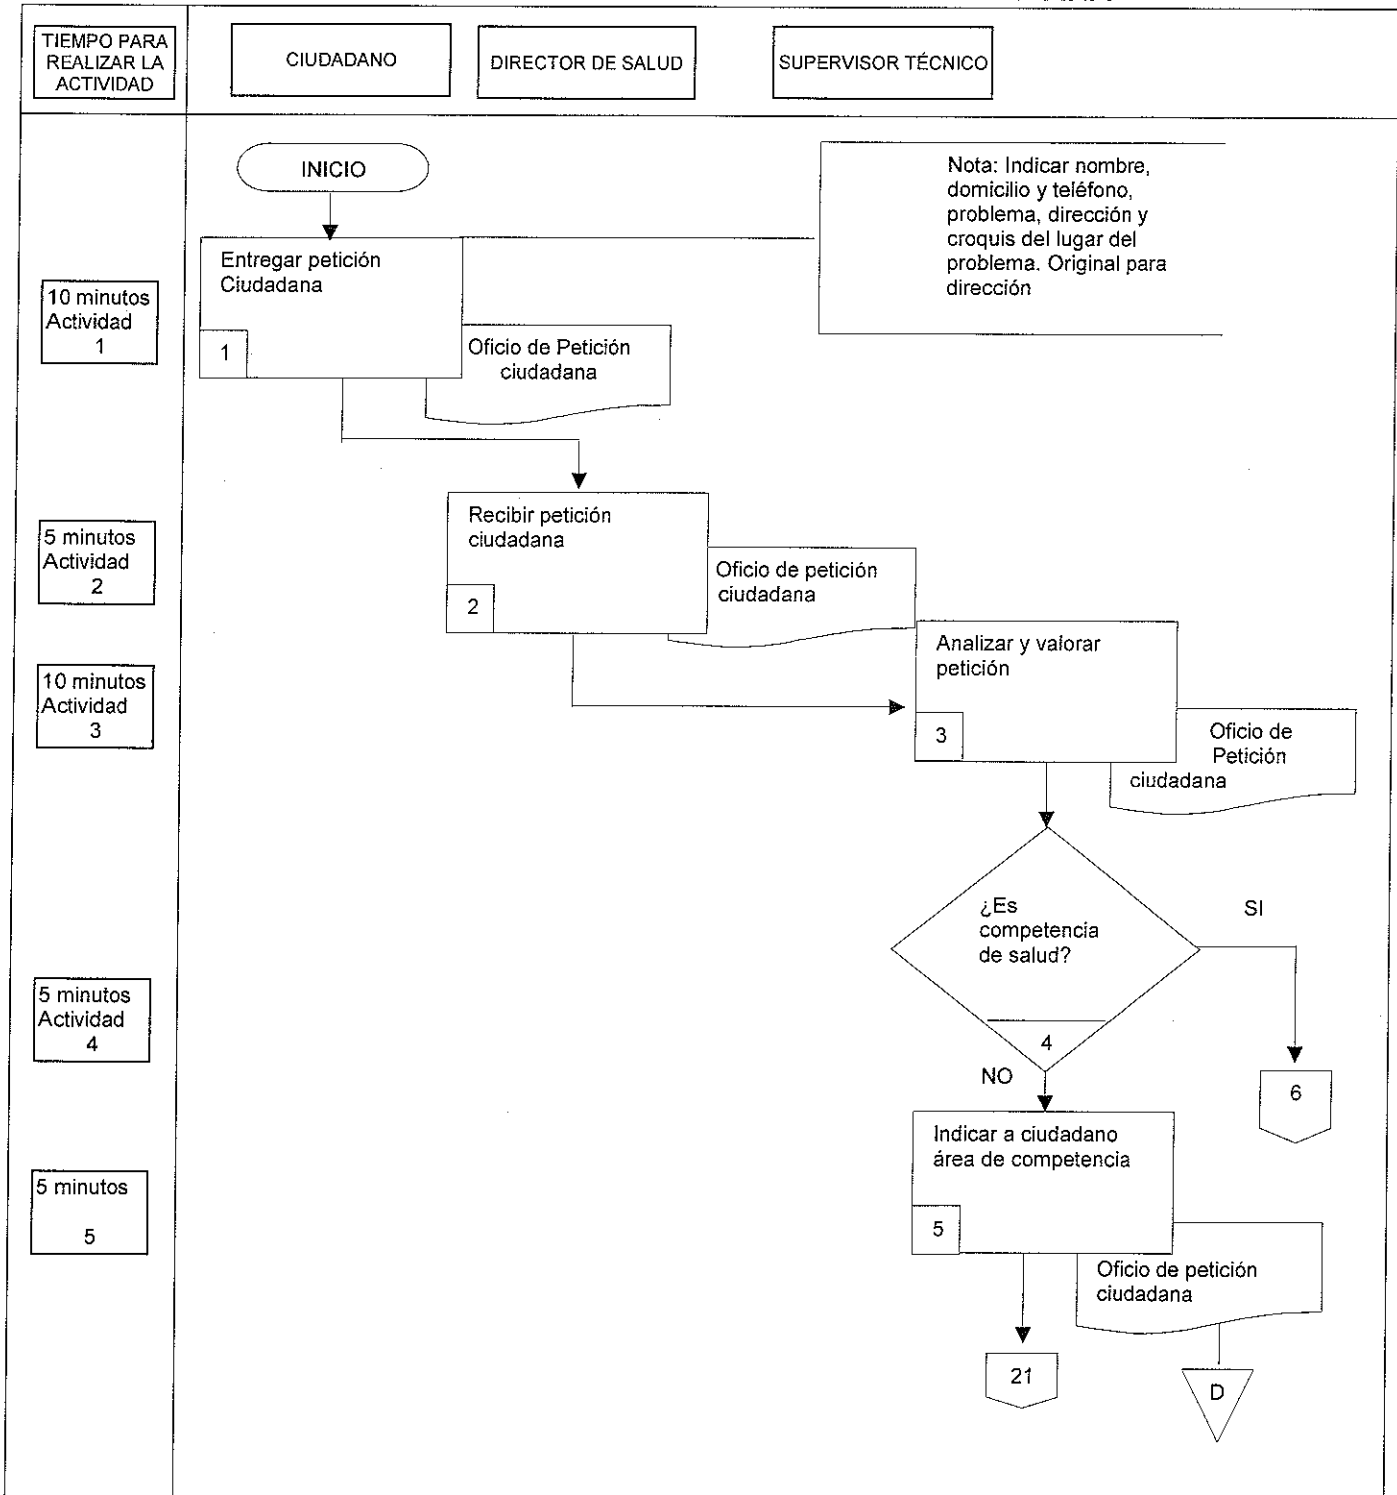 TIEMPO PARA
REALIZAR LA
ACTIVIDAD
CIUDADANO
DIRECTOR DE SALUD
SUPERVISOR TÉCNICO
INICIO
Nota: Indicar nombre,
domicilio y teléfono,
problema, dirección y
croquis del lugar del
problema. Original para
dirección
Entregar petición
Ciudadana
1
Oficio de Petición
ciudadana
10 minutos
Actividad
1
Recibir petición
ciudadana
2
Oficio de petición
ciudadana
5 minutos
Actividad
2
Analizar y valorar
petición
3
Oficio de
Petición
ciudadana
10 minutos
Actividad
3
¿Es
competencia
de salud?
4
SI
NO
6
5 minutos
Actividad
4
Indicar a ciudadano
área de competencia
5
Oficio de petición
ciudadana
5 minutos
5
21
D